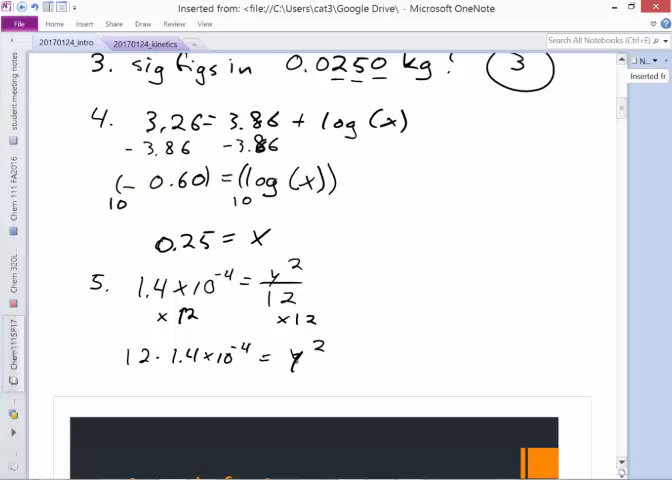 Inserted from: <file://C:\Users\cat3\Google Drive\ - Microsoft OneNote
File Home Insert Draw History Share Review View
20170124_intro 20170124_kinetics
Search All Notebooks (Ctrl+E)
N...
Inserted fr
student meeting notes
Chem 111 FA2016
Chem 320L
Chem111SP17
3. sig figs in 0.0250 kg? 3
4. 3.26 = 3.86 + log(x)
- 3.86 -3.86
(- 0.60) = (log(x))
10 10
0.25 = x
5. 1.4 x 10^-4 = y^2/12
x 12 x 12
12 · 1.4 x 10^-4 = y^2